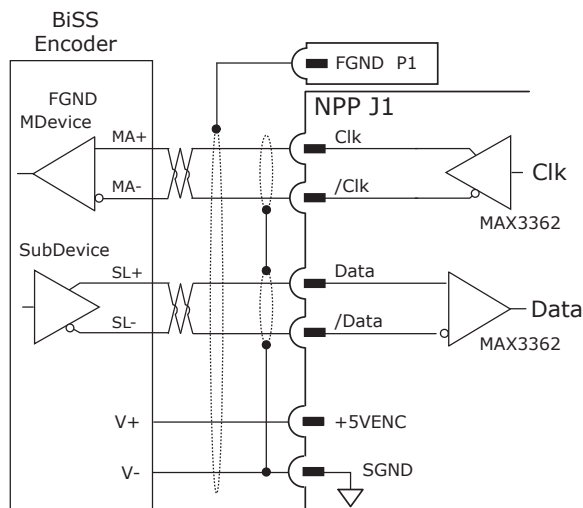 BiSS
Encoder
FGND P1
FGND
MDevice
NPP J1
MA+
Clk
Clk
MA-
/Clk
MAX3362
SubDevice
SL+
Data
Data
SL-
/Data
MAX3362
V+
+5VENC
V-
SGND